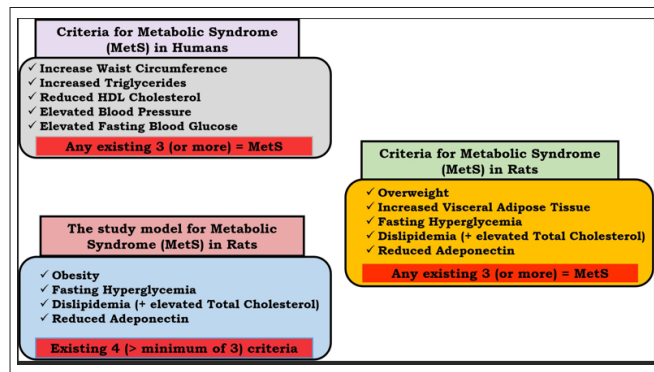 Criteria for Metabolic Syndrome
(MetS) in Humans
✓ Increase Waist Circumference
✓ Increased Triglycerides
✓ Reduced HDL Cholesterol
✓ Elevated Blood Pressure
✓ Elevated Fasting Blood Glucose
Any existing 3 (or more) = MetS
Criteria for Metabolic Syndrome
(MetS) in Rats
✓ Overweight
✓ Increased Visceral Adipose Tissue
✓ Fasting Hyperglycemia
✓ Dislipidemia (+ elevated Total Cholesterol)
✓ Reduced Adeponectin
Any existing 3 (or more) = MetS
The study model for Metabolic
Syndrome (MetS) in Rats
✓ Obesity
✓ Fasting Hyperglycemia
✓ Dislipidemia (+ elevated Total Cholesterol)
✓ Reduced Adeponectin
Existing 4 (> minimum of 3) criteria